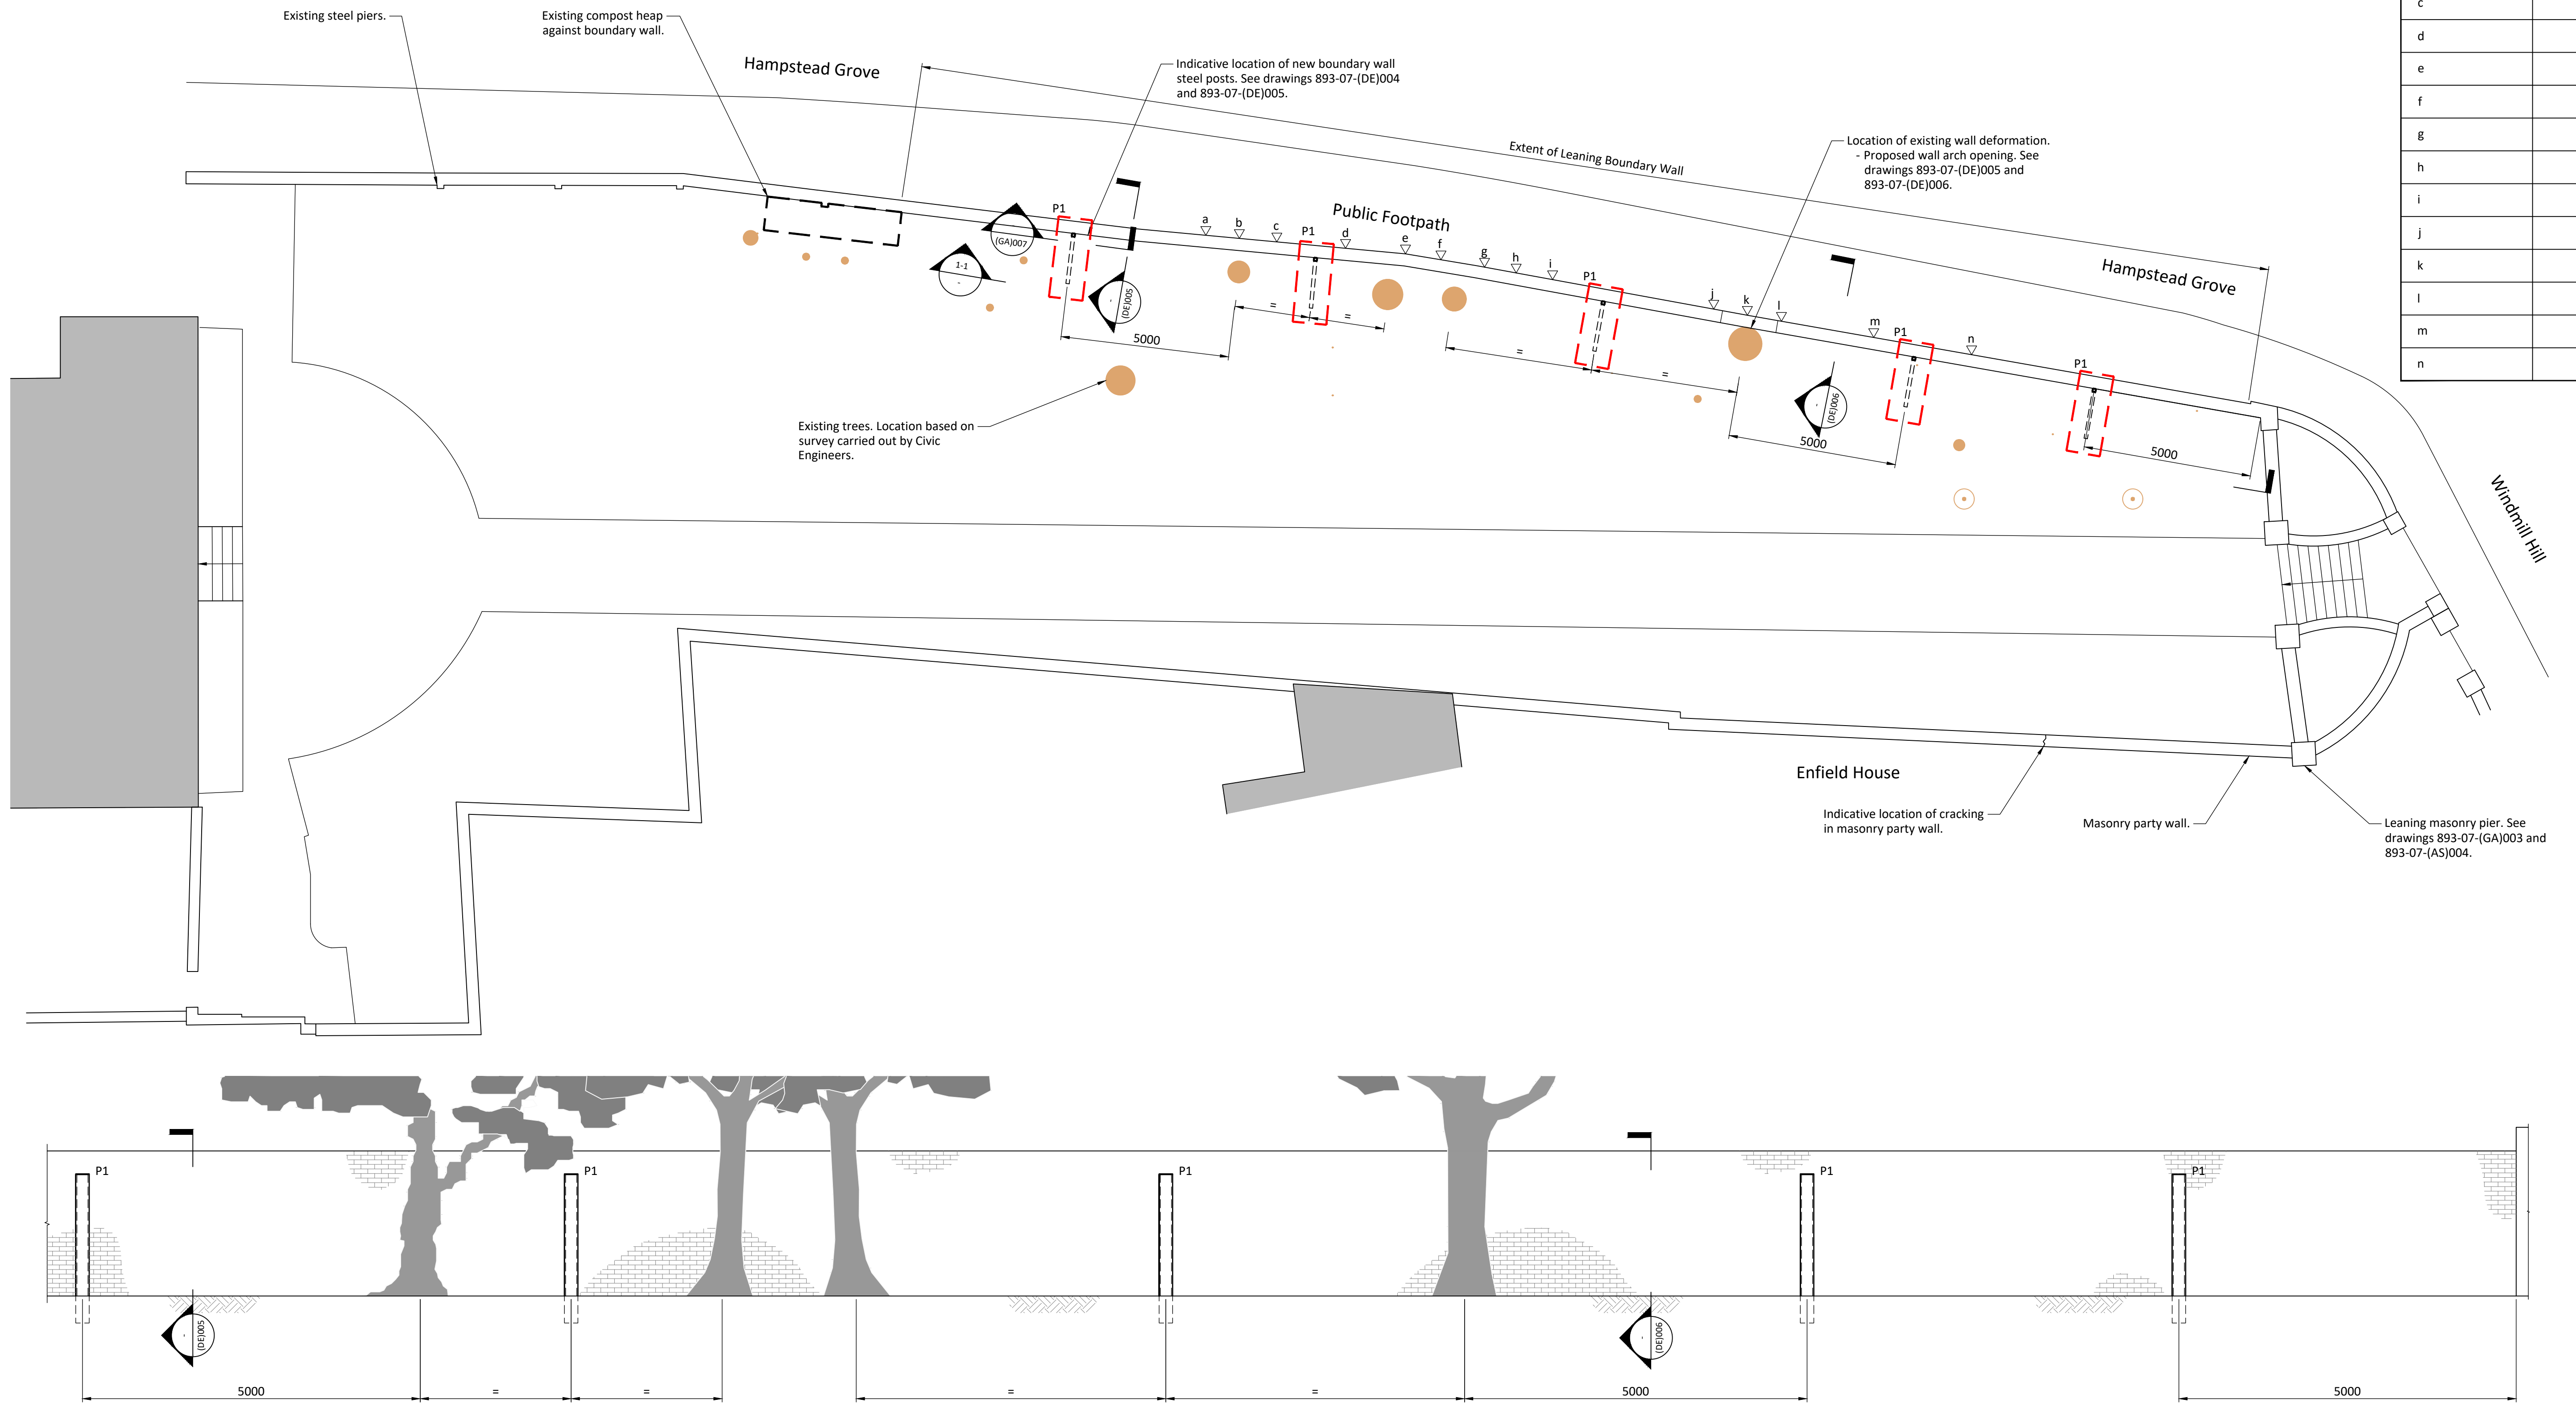 Existing steel piers.
Existing compost heap
against boundary wall.
Hampstead Grove
Indicative location of new boundary wall
steel posts. See drawings 893-07-(DE)004
and 893-07-(DE)005.
Extent of Leaning Boundary Wall
Location of existing wall deformation.
- Proposed wall arch opening. See
drawings 893-07-(DE)005 and
893-07-(DE)006.
c
d
e
f
g
h
i
j
k
l
m
n
Public Footpath
Hampstead Grove
P1
a
b
c
P1
d
e
f
g
h
i
P1
j
k
l
m
P1
n
P1
(GA)007
1-1
-
-
(DE)005
5000
=
=
=
=
-
(DE)006
5000
5000
Existing trees. Location based on
survey carried out by Civic
Engineers.
Windmill Hill
Enfield House
Indicative location of cracking
in masonry party wall.
Masonry party wall.
Leaning masonry pier. See
drawings 893-07-(GA)003 and
893-07-(AS)004.
P1
P1
P1
P1
P1
-
(DE)005
-
(DE)006
5000
=
=
=
=
5000
5000